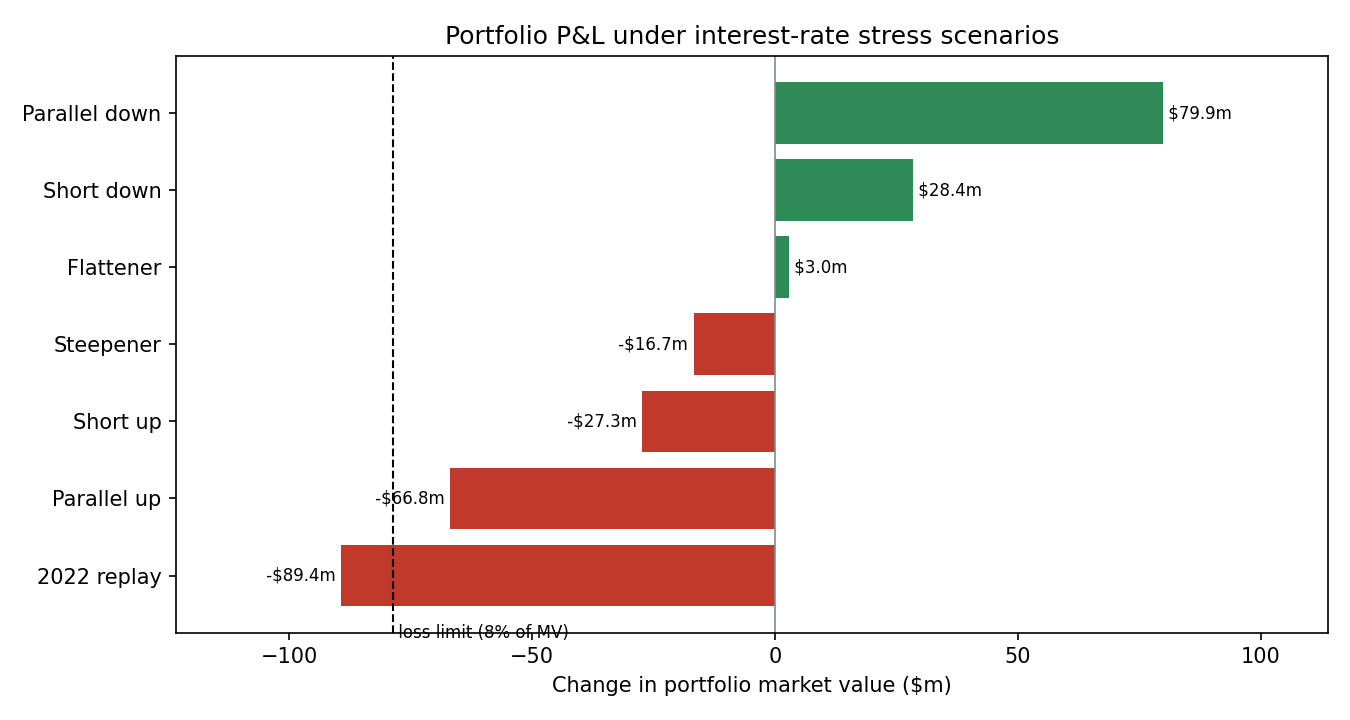 Portfolio P&L under interest-rate stress scenarios
Parallel down
$79.9m
Short down
$28.4m
Flattener
$3.0m
Steepener
-$16.7m
Short up
-$27.3m
Parallel up
-$66.8m
2022 replay
-$89.4m
loss limit (8% of MV)
−100
−50
0
50
100
Change in portfolio market value ($m)